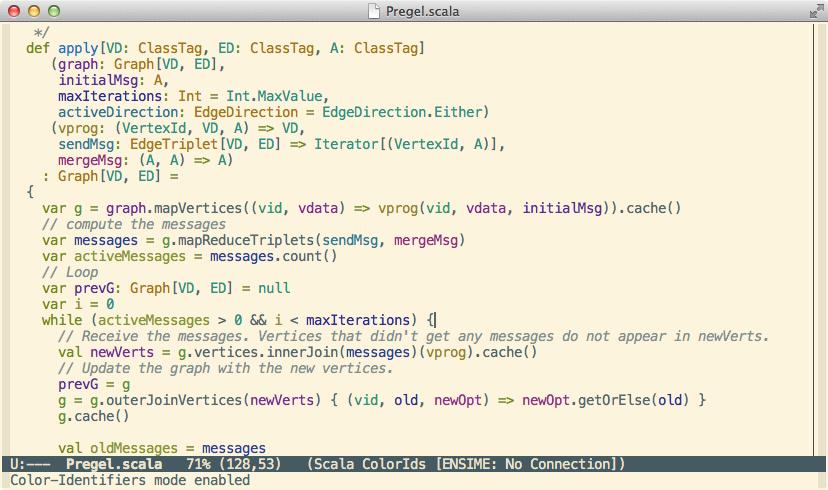 Pregel.scala
*/
def apply[VD: ClassTag, ED: ClassTag, A: ClassTag]
(graph: Graph[VD, ED],
initialMsg: A,
maxIterations: Int = Int.MaxValue,
activeDirection: EdgeDirection = EdgeDirection.Either)
(vprog: (VertexId, VD, A) => VD,
sendMsg: EdgeTriplet[VD, ED] => Iterator[(VertexId, A)],
mergeMsg: (A, A) => A)
: Graph[VD, ED] =
{
var g = graph.mapVertices((vid, vdata) => vprog(vid, vdata, initialMsg)).cache()
// compute the messages
var messages = g.mapReduceTriplets(sendMsg, mergeMsg)
var activeMessages = messages.count()
// Loop
var prevG: Graph[VD, ED] = null
var i = 0
while (activeMessages > 0 && i < maxIterations) {
// Receive the messages. Vertices that didn't get any messages do not appear in newVerts.
val newVerts = g.vertices.innerJoin(messages)(vprog).cache()
// Update the graph with the new vertices.
prevG = g
g = g.outerJoinVertices(newVerts) { (vid, old, newOpt) => newOpt.getOrElse(old) }
g.cache()
val oldMessages = messages
U:--- Pregel.scala 71% (128,53) (Scala ColorIds [ENSIME: No Connection])
Color-Identifiers mode enabled